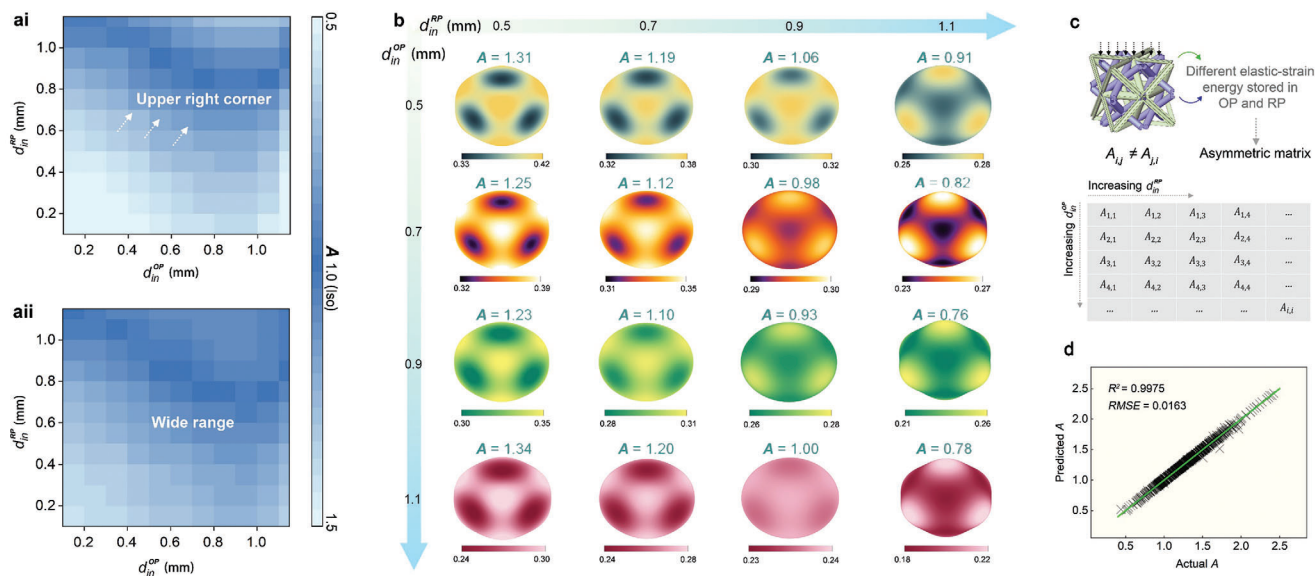 ai
1.0
0.8
0.6
0.4
0.2
d_in^RP (mm)
Upper right corner
0.2 0.4 0.6 0.8 1.0
d_in^OP (mm)
aii
1.0
0.8
0.6
0.4
0.2
d_in^RP (mm)
Wide range
0.2 0.4 0.6 0.8 1.0
d_in^OP (mm)
0.5
A 1.0 (Iso)
1.5
b
d_in^RP (mm) 0.5 0.7 0.9 1.1
d_in^OP (mm)
A = 1.31 A = 1.19 A = 1.06 A = 0.91
0.5
0.33 0.42 0.32 0.38 0.30 0.32 0.25 0.28
A = 1.25 A = 1.12 A = 0.98 A = 0.82
0.7
0.32 0.39 0.31 0.35 0.29 0.30 0.23 0.27
A = 1.23 A = 1.10 A = 0.93 A = 0.76
0.9
0.30 0.35 0.28 0.31 0.26 0.28 0.21 0.26
A = 1.34 A = 1.20 A = 1.00 A = 0.78
1.1
0.24 0.30 0.24 0.28 0.23 0.24 0.18 0.22
c
Different elastic-strain
energy stored in
OP and RP
A_i,j ≠ A_j,i Asymmetric matrix
Increasing d_in^RP
Increasing d_in^OP
A_1,1 A_1,2 A_1,3 A_1,4 ...
A_2,1 A_2,2 A_2,3 A_2,4 ...
A_3,1 A_3,2 A_3,3 A_3,4 ...
A_4,1 A_4,2 A_4,3 A_4,4 ...
... ... ... ... A_i,i
d
R² = 0.9975
RMSE = 0.0163
2.5
2.0
1.5
1.0
0.5
Predicted A
0.5 1.0 1.5 2.0 2.5
Actual A